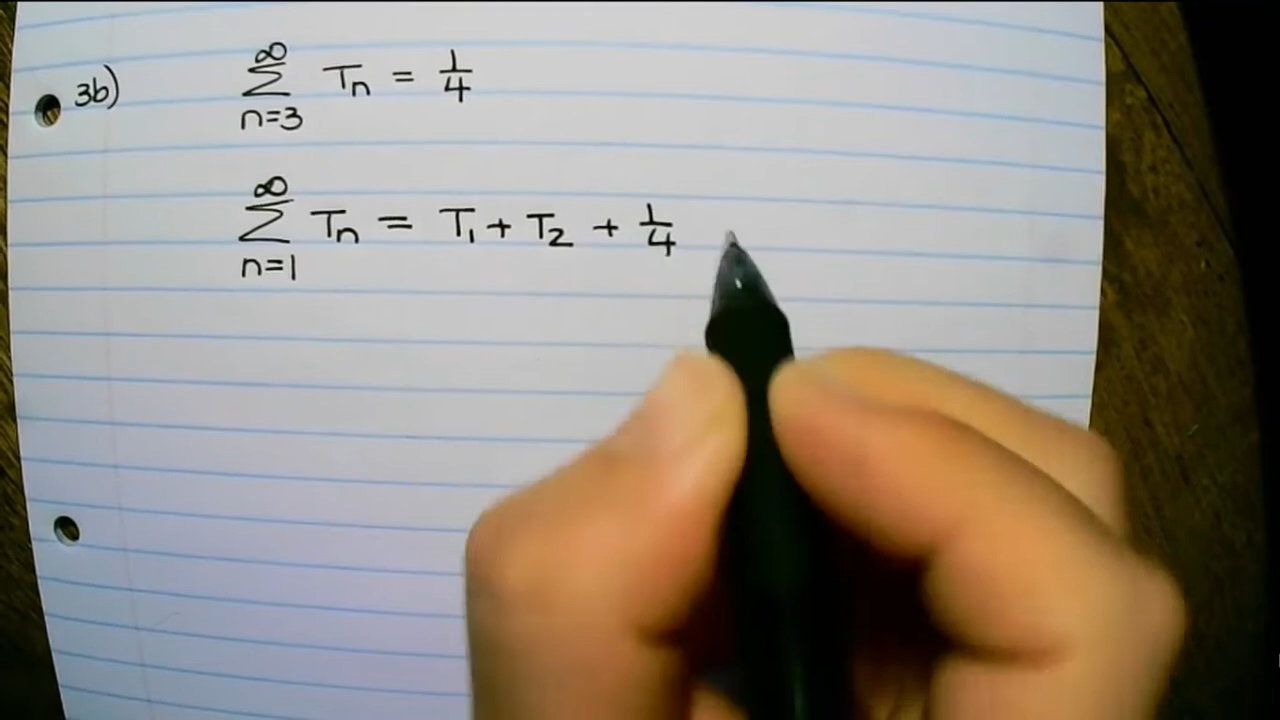 3b) ∞∑n=3 Tn = 1/4
∞∑n=1 Tn = T1 + T2 + 1/4